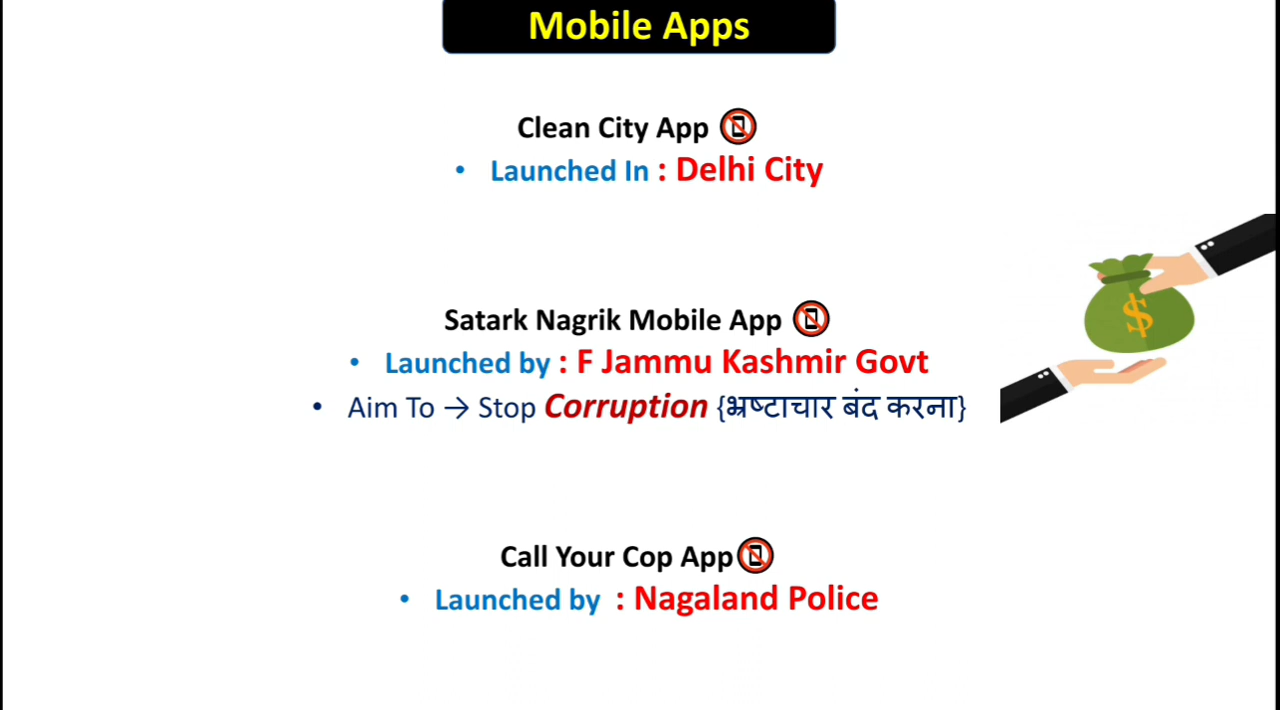 Mobile Apps
Clean City App
• Launched In : Delhi City
Satark Nagrik Mobile App
• Launched by : F Jammu Kashmir Govt
• Aim To → Stop Corruption {भ्रष्टाचार बंद करना}
$
Call Your Cop App
• Launched by : Nagaland Police